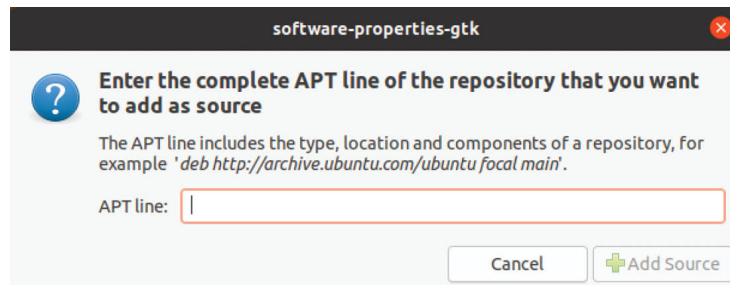 software-properties-gtk
Enter the complete APT line of the repository that you want
to add as source
The APT line includes the type, location and components of a repository, for
example 'deb http://archive.ubuntu.com/ubuntu focal main'.
APT line:
Cancel
Add Source